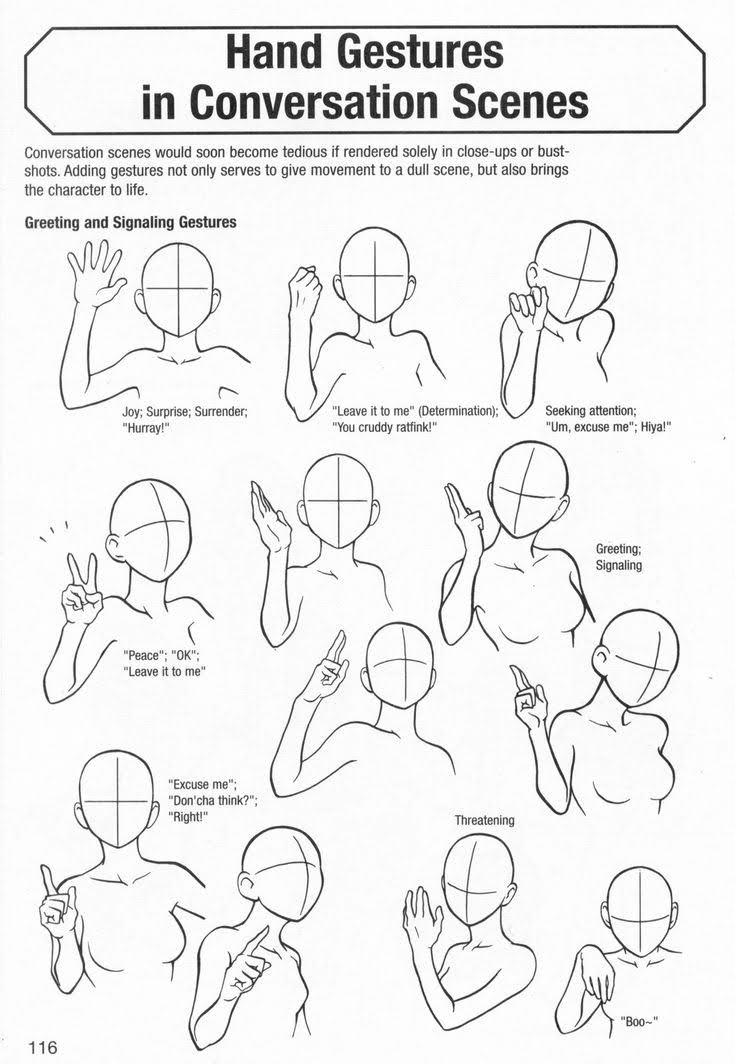 Hand Gestures
in Conversation Scenes
Conversation scenes would soon become tedious if rendered solely in close-ups or bust-
shots. Adding gestures not only serves to give movement to a dull scene, but also brings
the character to life.
Greeting and Signaling Gestures
Joy; Surprise; Surrender;
"Hurray!"
"Leave it to me" (Determination);
"You cruddy ratfink!"
Seeking attention;
"Um, excuse me"; Hiya!"
Greeting;
Signaling
"Peace"; "OK";
"Leave it to me"
"Excuse me";
"Don'cha think?";
"Right!"
Threatening
"Boo~"
116